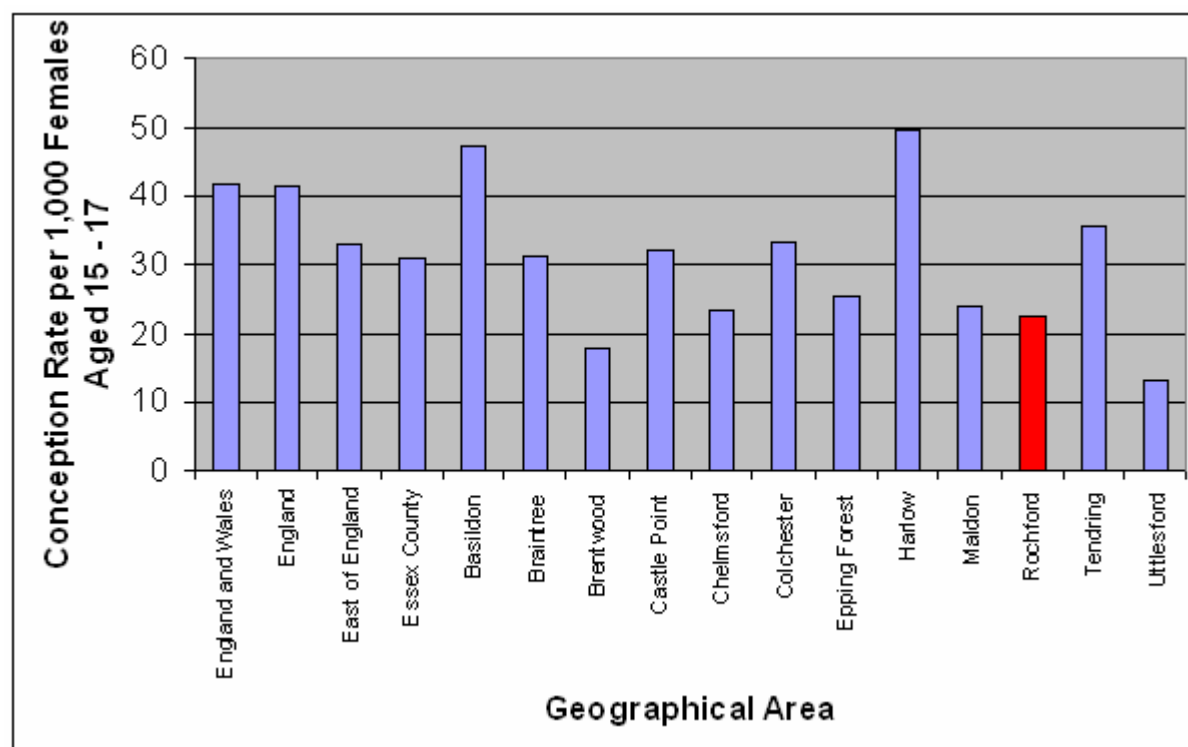 Conception Rate per 1,000 Females
Aged 15 - 17
60
50
40
30
20
10
0
England and Wales
England
East of England
Essex County
Basildon
Braintree
Brentwood
Castle Point
Chelmsford
Colchester
Epping Forest
Harlow
Maldon
Rochford
Tendring
Uttlesford
Geographical Area